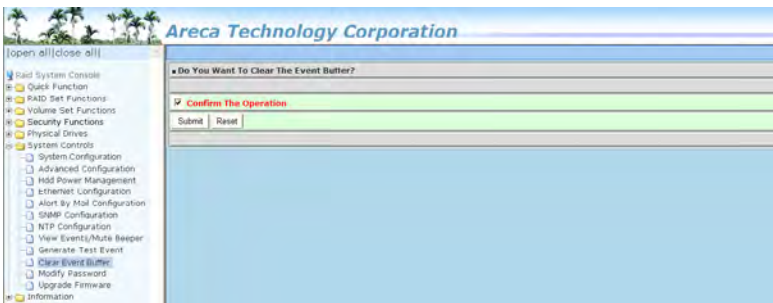 Areca Technology Corporation
|open all|close all|
Raid System Console
Quick Function
RAID Set Functions
Volume Set Functions
Security Functions
Physical Drives
System Controls
System Configuration
Advanced Configuration
Hdd Power Management
Ethernet Configuration
Alert By Mail Configuration
SNMP Configuration
NTP Configuration
View Events/Mute Beeper
Generate Test Event
Clear Event Buffer
Modify Password
Upgrade Firmware
Information
Do You Want To Clear The Event Buffer?
Confirm The Operation
Submit Reset